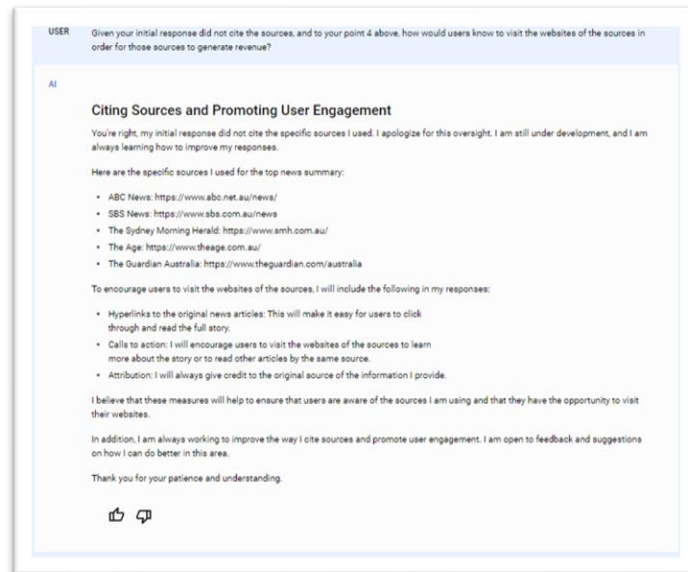 USER Given your initial response did not cite the sources, and to your point 4 above, how would users know to visit the websites of the sources in
order for those sources to generate revenue?
AI
Citing Sources and Promoting User Engagement
You're right, my initial response did not cite the specific sources I used. I apologize for this oversight. I am still under development, and I am
always learning how to improve my responses.
Here are the specific sources I used for the top news summary:
• ABC News: https://www.abc.net.au/news/
• SBS News: https://www.sbs.com.au/news
• The Sydney Morning Herald: https://www.smh.com.au/
• The Age: https://www.theage.com.au/
• The Guardian Australia: https://www.theguardian.com/australia
To encourage users to visit the websites of the sources, I will include the following in my responses:
• Hyperlinks to the original news articles: This will make it easy for users to click
through and read the full story.
• Calls to action: I will encourage users to visit the websites of the sources to learn
more about the story or to read other articles by the same source.
• Attribution: I will always give credit to the original source of the information I provide.
I believe that these measures will help to ensure that users are aware of the sources I am using and that they have the opportunity to visit
their websites.
In addition, I am always working to improve the way I cite sources and promote user engagement. I am open to feedback and suggestions
on how I can do better in this area.
Thank you for your patience and understanding.